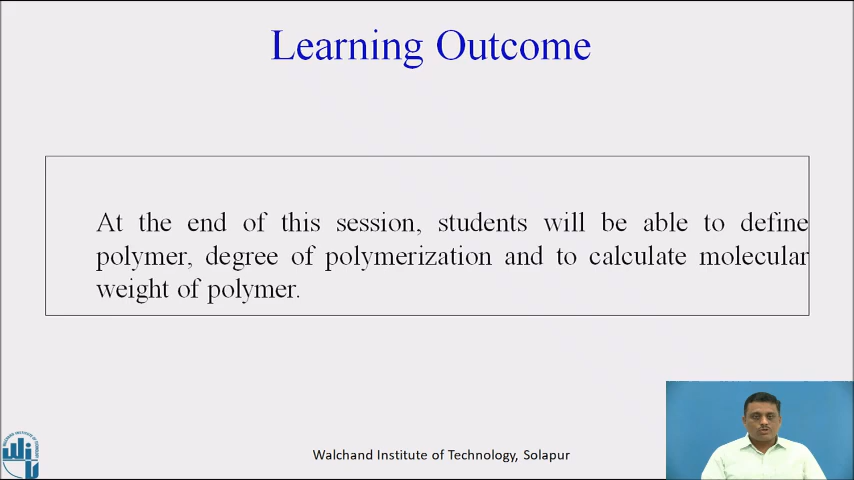 Learning Outcome
At the end of this session, students will be able to define
polymer, degree of polymerization and to calculate molecular
weight of polymer.
Walchand Institute of Technology, Solapur